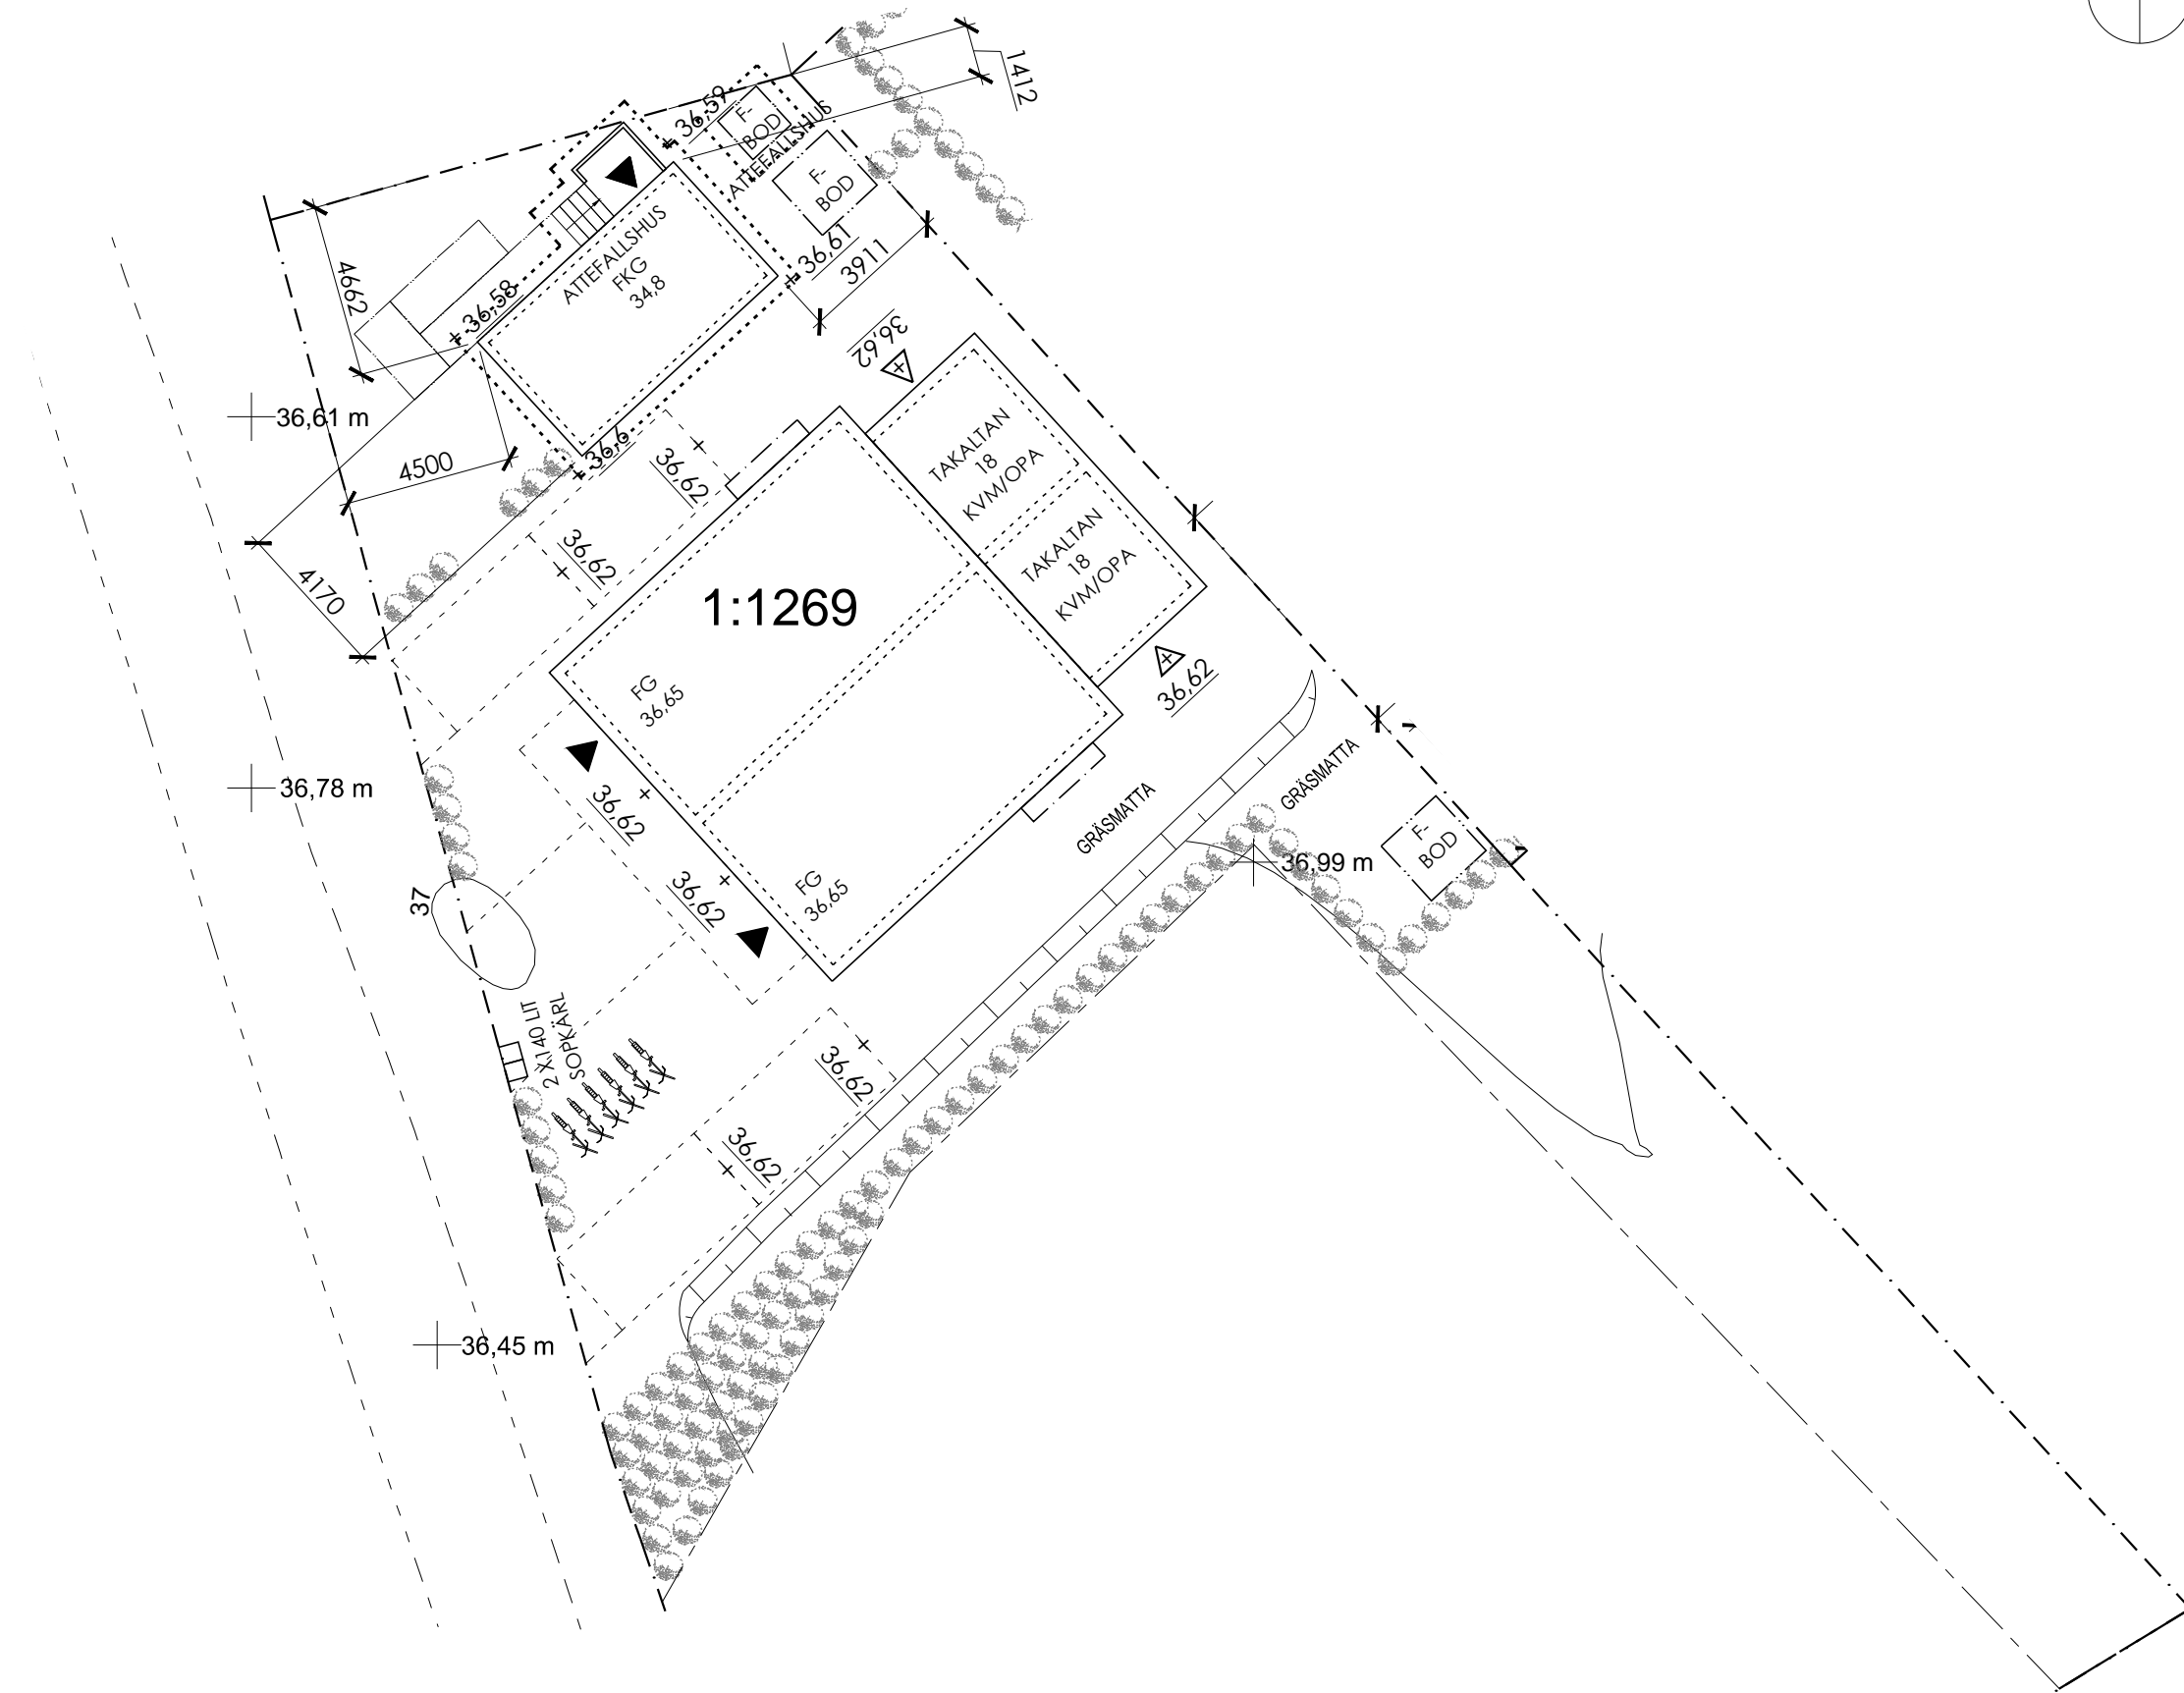 1412
36,59
F-
BOD
ATTEFALLSHUS
F-
BOD
4662
36,58
ATTEFALLSHUS
FKG
34,8
36,61
3911
36,62
36,61 m
4500
36,6
36,62
TAKALTAN
18
KVM/OPA
36,62
TAKALTAN
18
KVM/OPA
4170
1:1269
FG
36,65
36,62
36,78 m
36,62
GRÄSMATTA
GRÄSMATTA
F-
BOD
36,99 m
37
36,62
FG
36,65
2 X140 LIT
SOPKÄRL
36,62
36,62
36,45 m